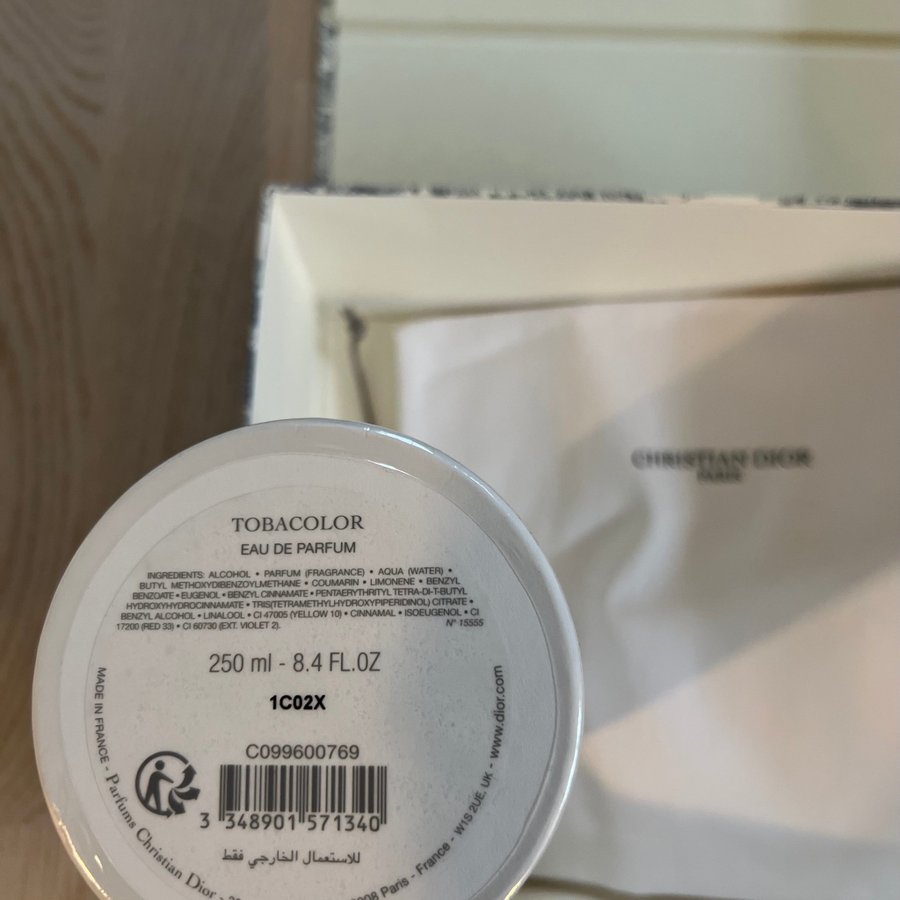 CHRISTIAN DIOR
PARIS
TOBACOLOR
EAU DE PARFUM
INGREDIENTS: ALCOHOL • PARFUM (FRAGRANCE) • AQUA (WATER) •
BUTYL METHOXYDIBENZOYLMETHANE • COUMARIN • LIMONENE • BENZYL
BENZOATE • EUGENOL • BENZYL CINNAMATE • PENTAERYTHRITYL TETRA-DI-T-BUTYL
HYDROXYHYDROCINNAMATE • TRIS(TETRAMETHYLHYDROXYPIPERIDINOL) CITRATE •
BENZYL ALCOHOL • LINALOOL • CI 47005 (YELLOW 10) • CINNAMAL • ISOEUGENOL • CI
17200 (RED 33) • CI 60730 (EXT. VIOLET 2). N° 15555
250 ml - 8.4 FL.OZ
1C02X
C099600769
3 348901 571340
للاستعمال الخارجي فقط
MADE IN FRANCE - Parfums Christian Dior - Paris - France - W1S 2UE. UK - www.dior.com